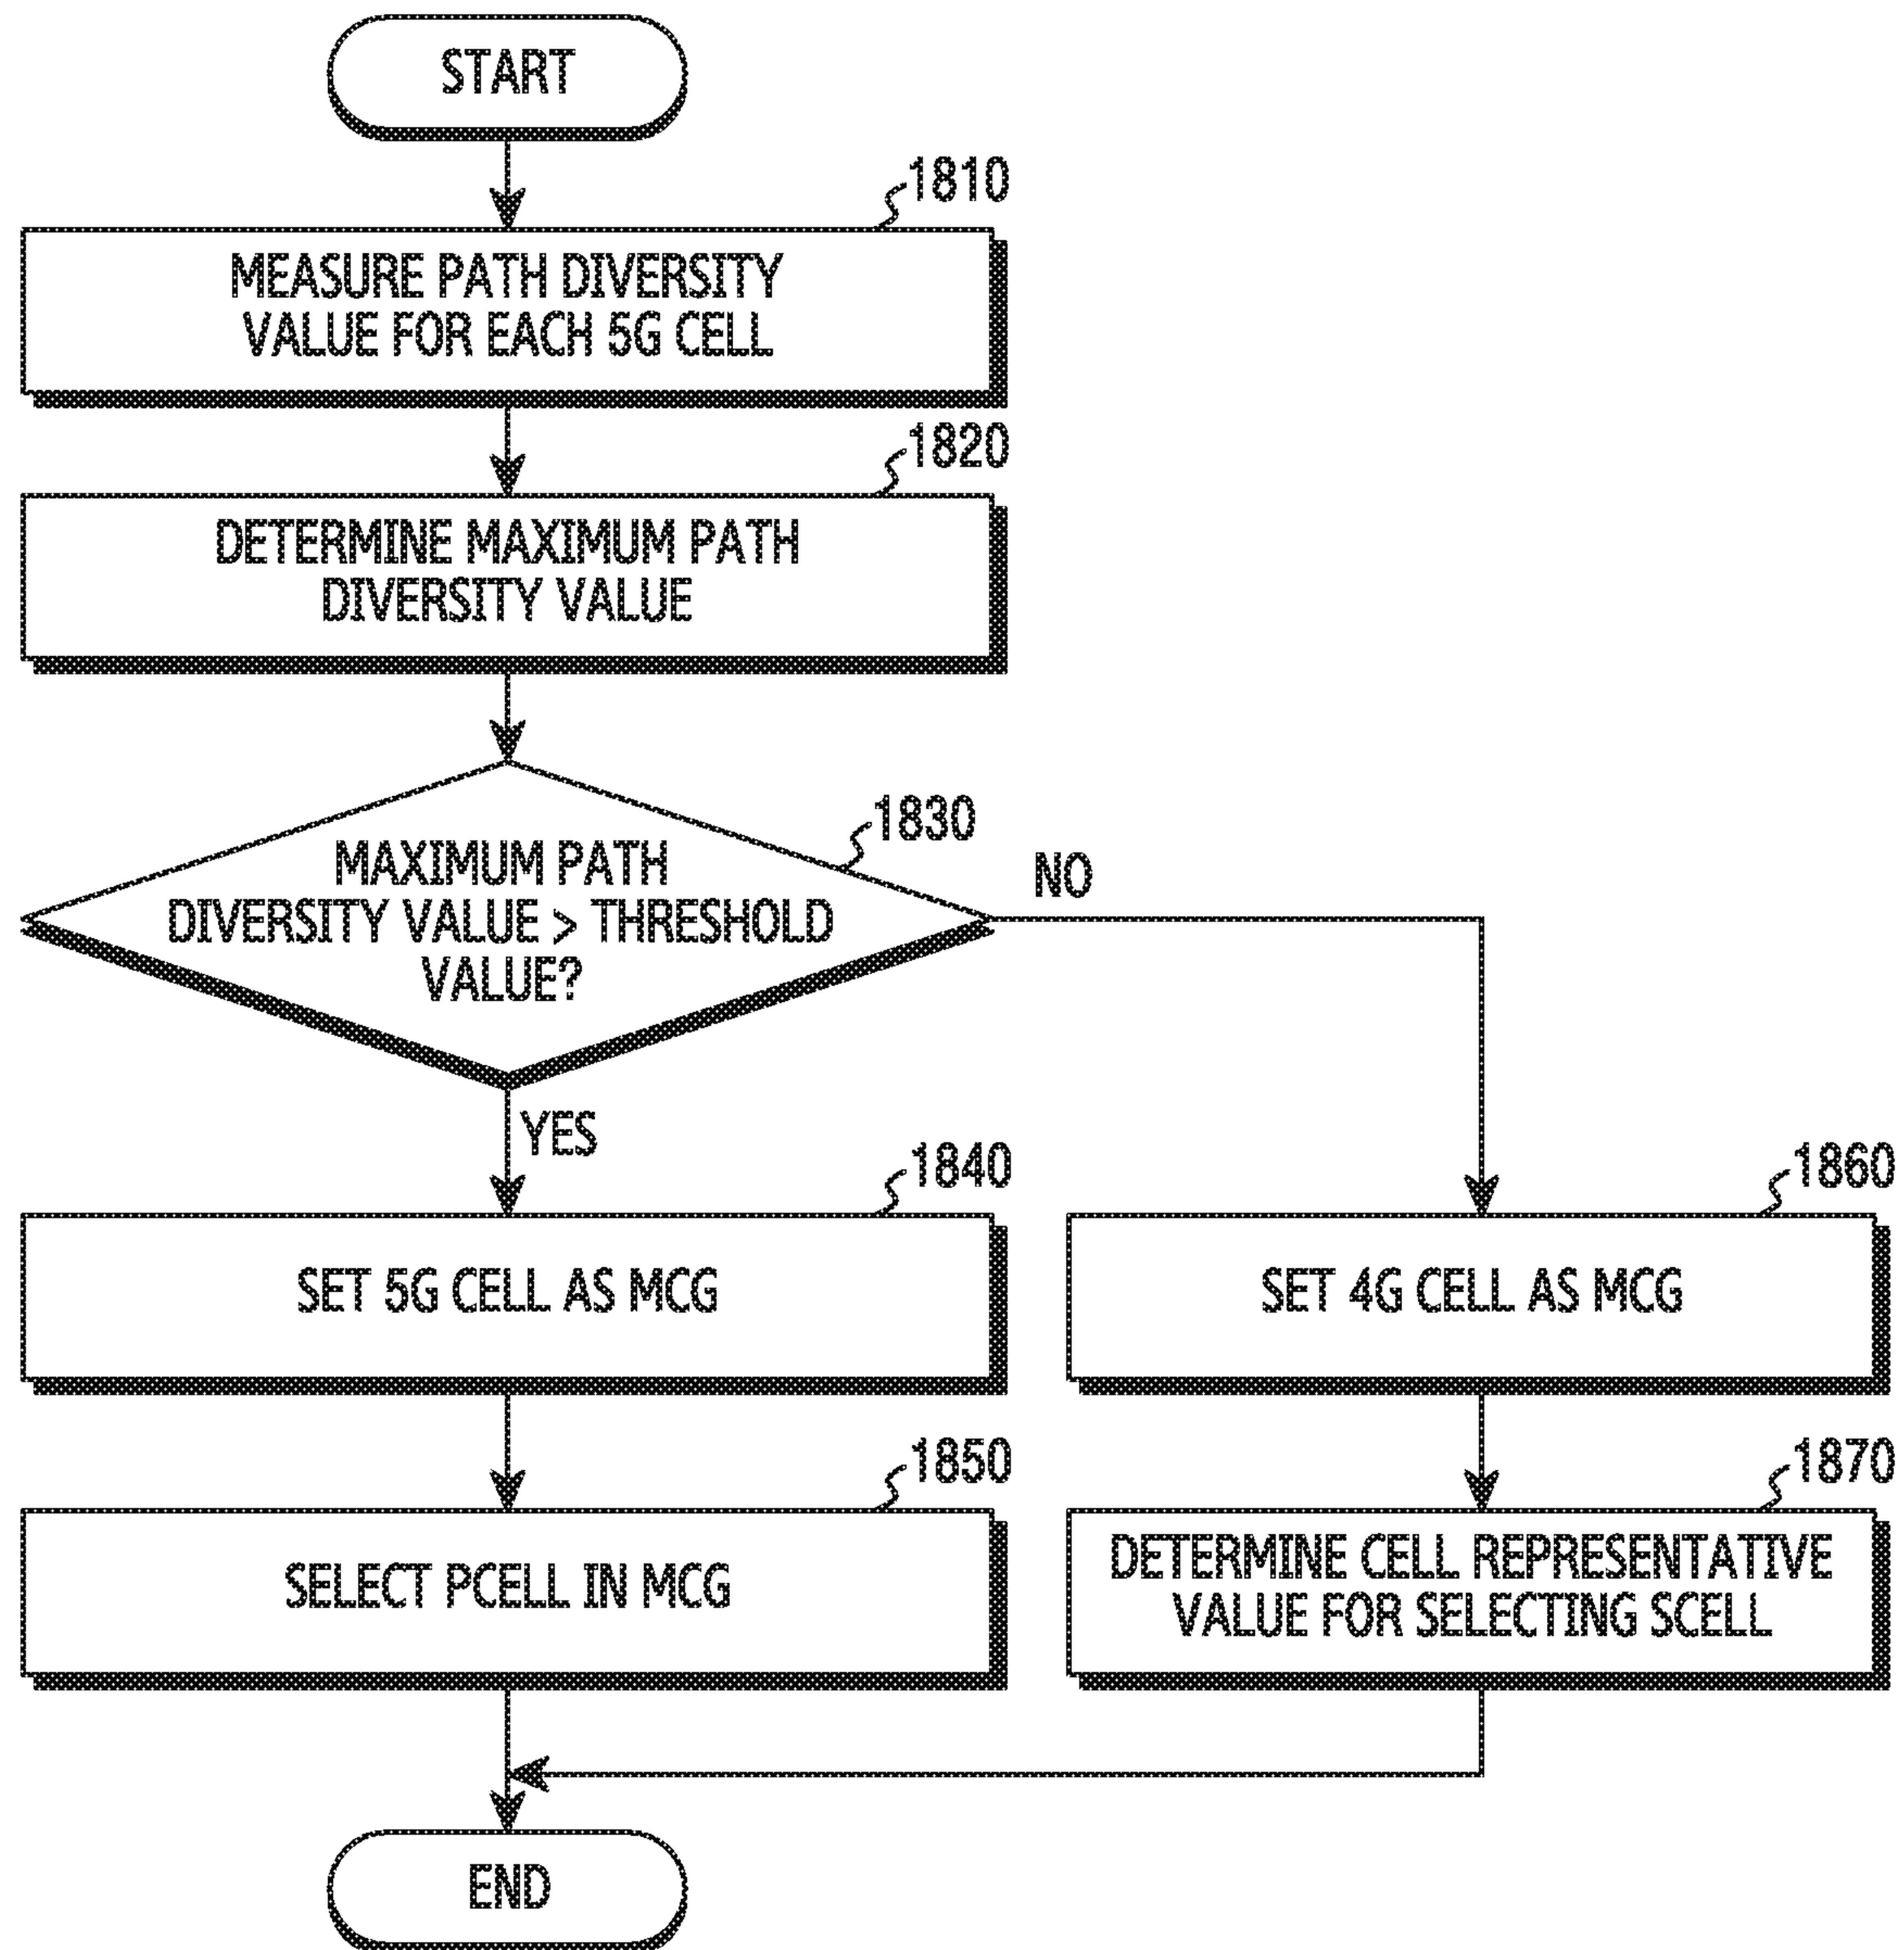 START
1810
MEASURE PATH DIVERSITY
VALUE FOR EACH 5G CELL
1820
DETERMINE MAXIMUM PATH
DIVERSITY VALUE
1830
MAXIMUM PATH
DIVERSITY VALUE > THRESHOLD
VALUE?
NO
YES
1840
SET 5G CELL AS MCG
1860
SET 4G CELL AS MCG
1850
SELECT PCELL IN MCG
1870
DETERMINE CELL REPRESENTATIVE
VALUE FOR SELECTING SCELL
END